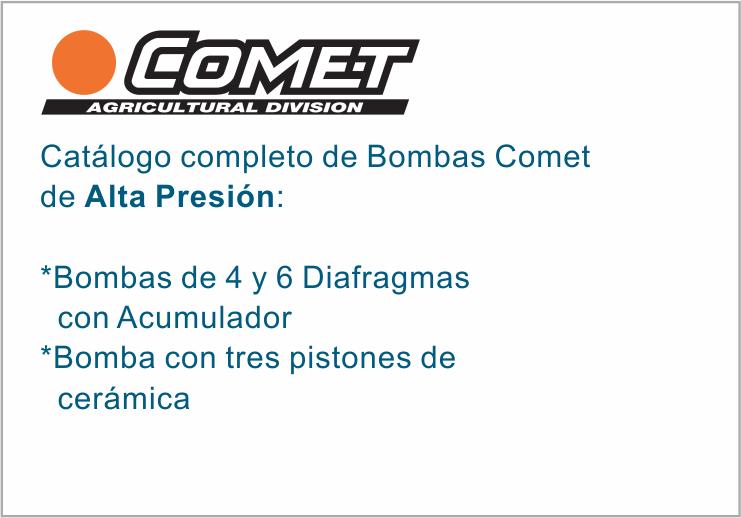 COMET
AGRICULTURAL DIVISION
Catálogo completo de Bombas Comet
de Alta Presión:
*Bombas de 4 y 6 Diafragmas
con Acumulador
*Bomba con tres pistones de
cerámica